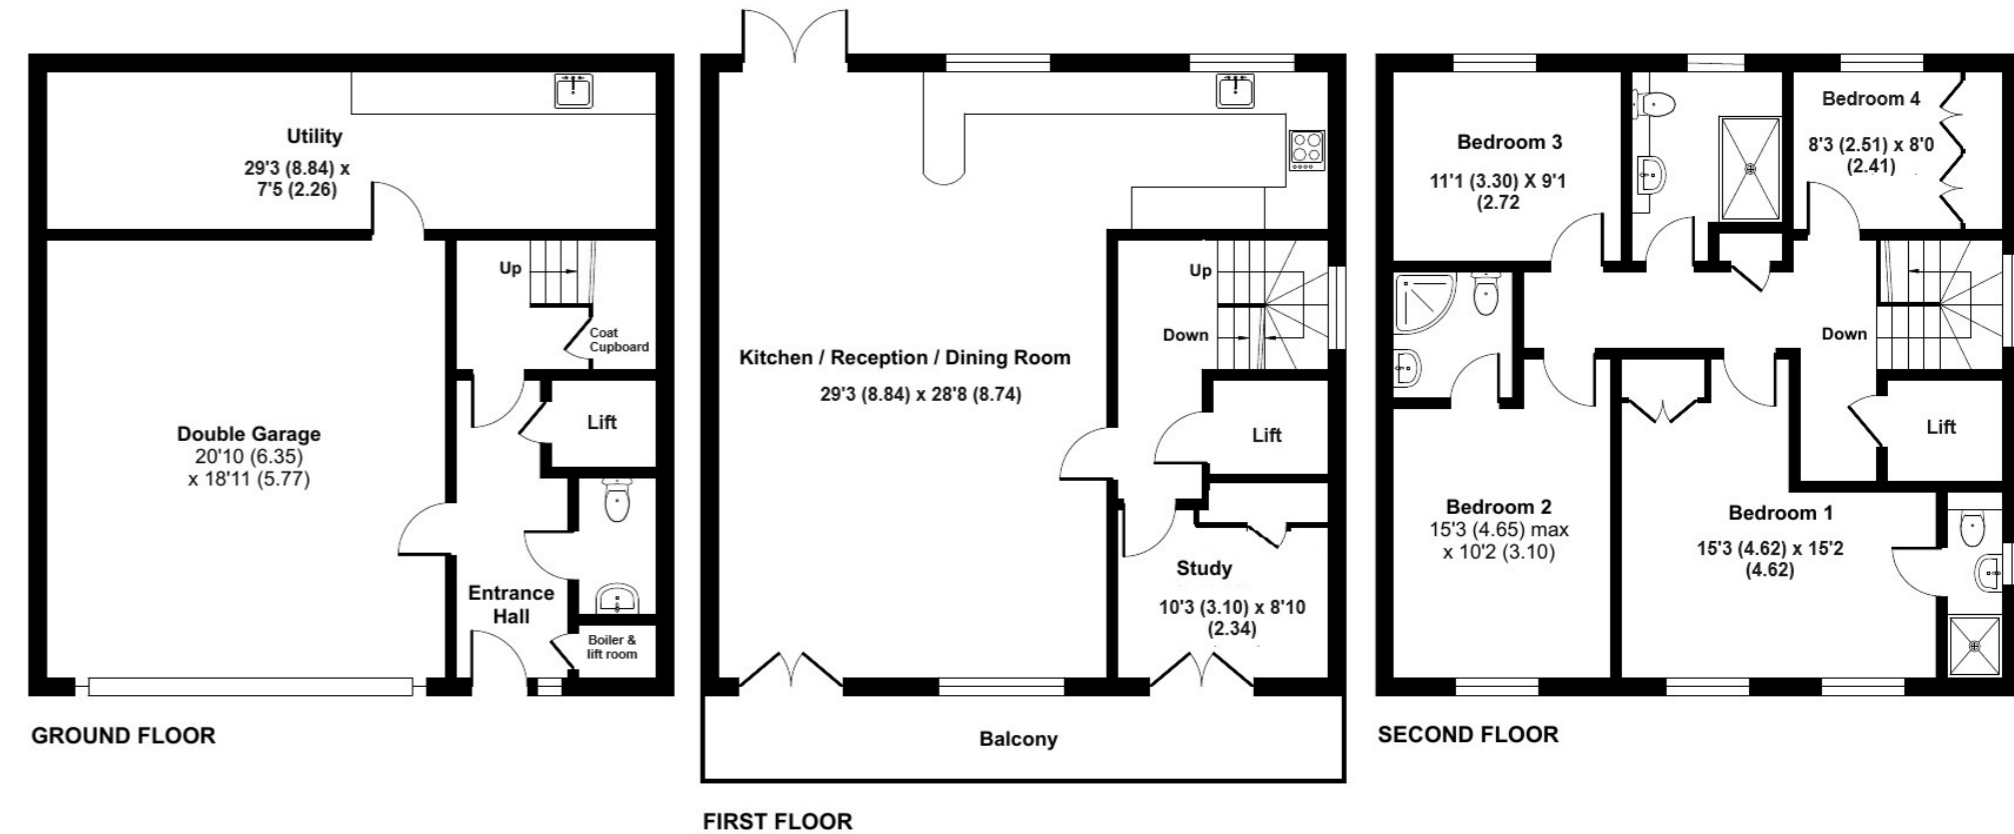 Utility
29'3 (8.84) x
7'5 (2.26)
Up
Coat
Cupboard
Lift
Double Garage
20'10 (6.35)
x 18'11 (5.77)
Entrance
Hall
Boiler &
lift room
GROUND FLOOR
Up
Down
Kitchen / Reception / Dining Room
29'3 (8.84) x 28'8 (8.74)
Lift
Study
10'3 (3.10) x 8'10
(2.34)
Balcony
FIRST FLOOR
Bedroom 3
11'1 (3.30) X 9'1
(2.72
Bedroom 4
8'3 (2.51) x 8'0
(2.41)
Down
Lift
Bedroom 2
15'3 (4.65) max
x 10'2 (3.10)
Bedroom 1
15'3 (4.62) x 15'2
(4.62)
SECOND FLOOR